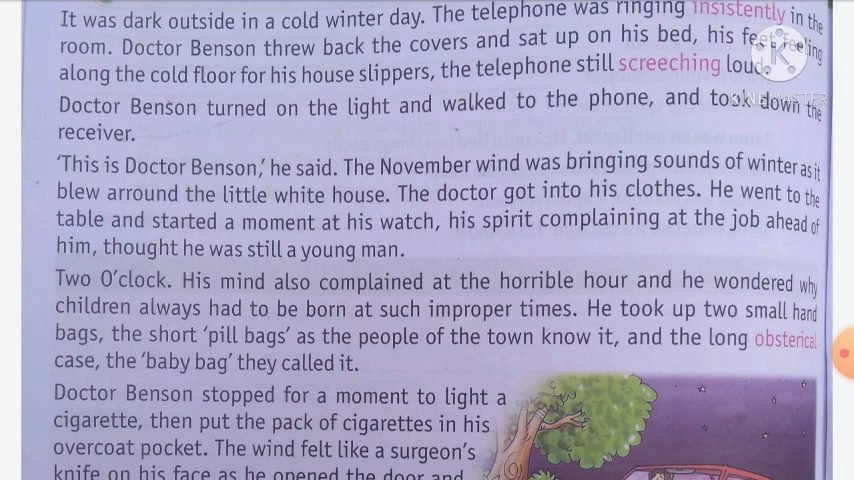 It was dark outside in a cold winter day. The telephone was ringing insistently in the
room. Doctor Benson threw back the covers and sat up on his bed, his feet feeling
along the cold floor for his house slippers, the telephone still screeching loud.
Doctor Benson turned on the light and walked to the phone, and took down the
receiver.
'This is Doctor Benson,' he said. The November wind was bringing sounds of winter as it
blew arround the little white house. The doctor got into his clothes. He went to the
table and started a moment at his watch, his spirit complaining at the job ahead of
him, thought he was still a young man.
Two O'clock. His mind also complained at the horrible hour and he wondered why
children always had to be born at such improper times. He took up two small hand
bags, the short 'pill bags' as the people of the town know it, and the long obsterical
case, the 'baby bag' they called it.
Doctor Benson stopped for a moment to light a
cigarette, then put the pack of cigarettes in his
overcoat pocket. The wind felt like a surgeon's
knife on his face as he opened the door and